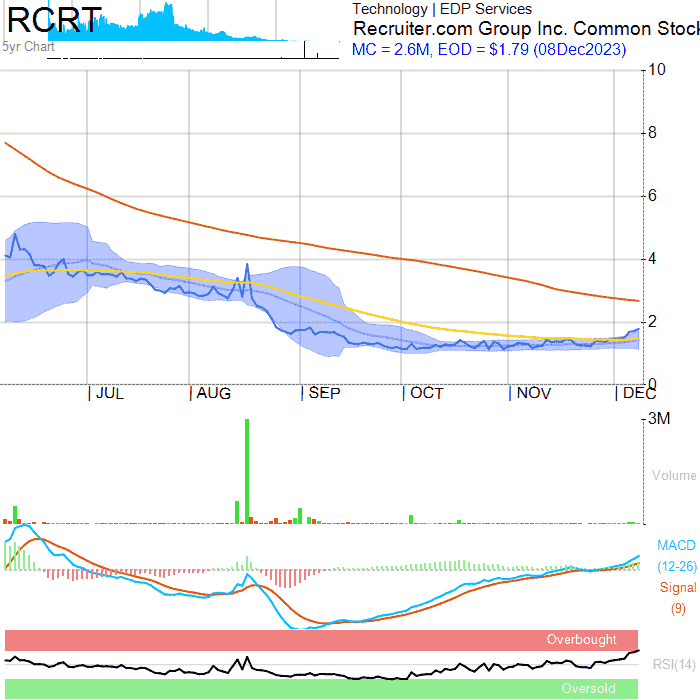 RCRT
5yr Chart
Technology | EDP Services
Recruiter.com Group Inc. Common Stock
MC = 2.6M, EOD = $1.79 (08Dec2023)
10
8
6
4
2
0
JUL AUG SEP OCT NOV DEC
3M
Volume
MACD
(12-26)
Signal
(9)
Overbought
RSI(14)
Oversold